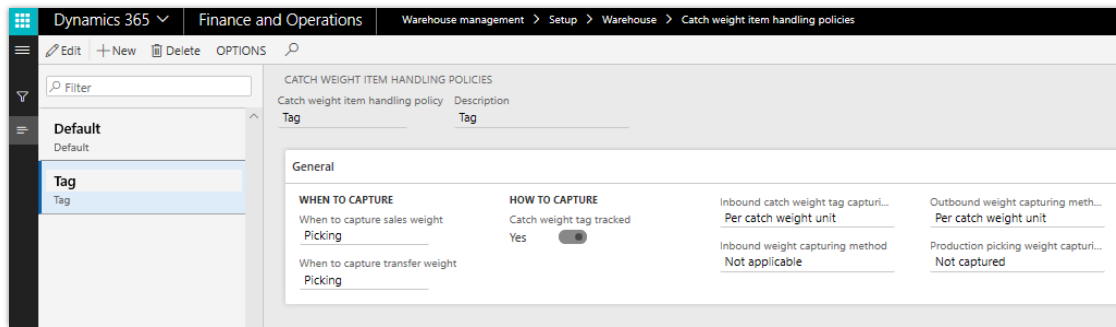 Dynamics 365 Finance and Operations Warehouse management > Setup > Warehouse > Catch weight item handling policies
Edit + New Delete OPTIONS
Filter
Default
Default
Tag
Tag
CATCH WEIGHT ITEM HANDLING POLICIES
Catch weight item handling policy Description
Tag Tag
General
WHEN TO CAPTURE
When to capture sales weight
Picking
When to capture transfer weight
Picking
HOW TO CAPTURE
Catch weight tag tracked
Yes
Inbound catch weight tag capturi...
Per catch weight unit
Inbound weight capturing method
Not applicable
Outbound weight capturing meth...
Per catch weight unit
Production picking weight capturi...
Not captured